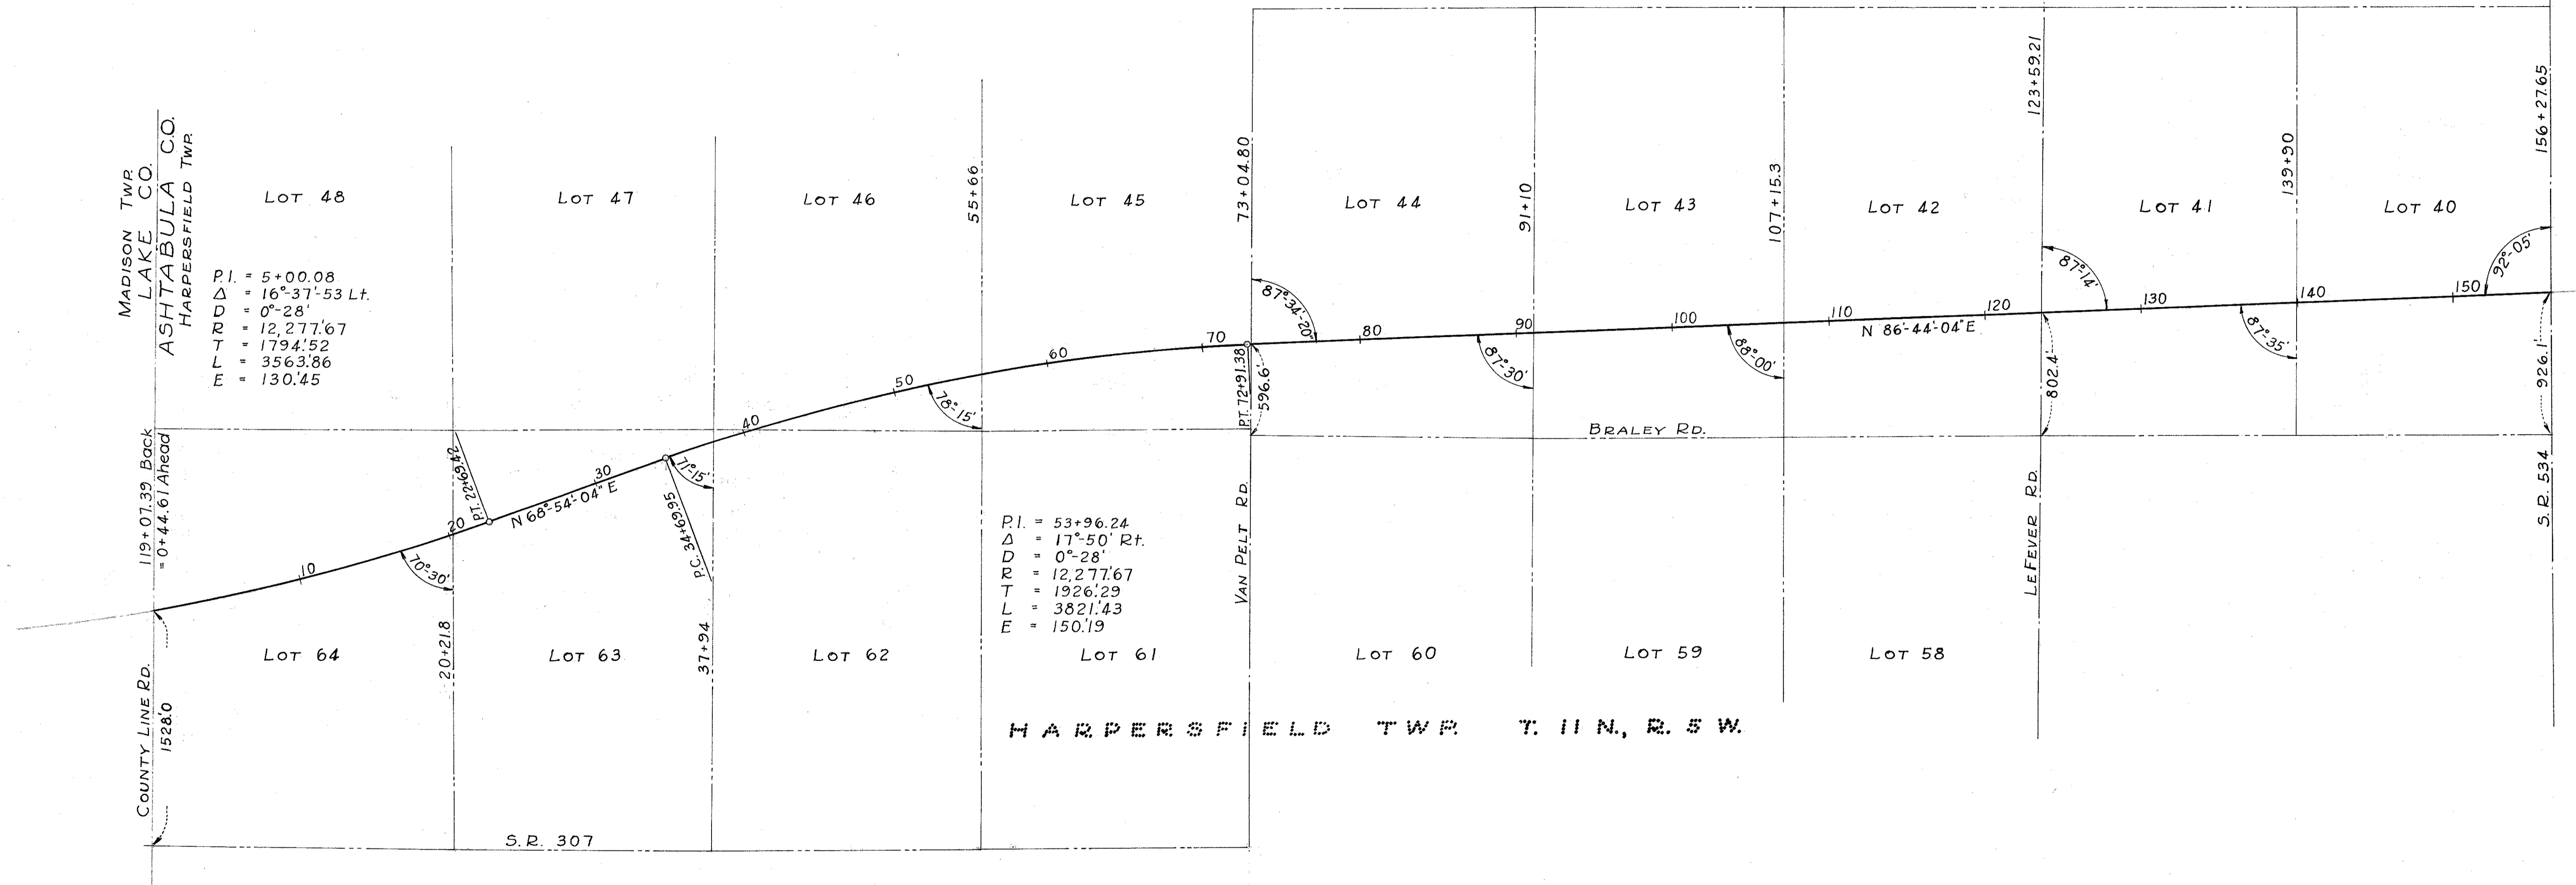 MADISON TWP.
LAKE CO.
ASHTABULA CO.
HARPERSFIELD TWP.
LOT 48
LOT 47
LOT 46
55+66
LOT 45
73+04.80
LOT 44
91+10
LOT 43
107+15.3
LOT 42
123+59.21
LOT 41
139+90
LOT 40
156+27.65
P.I. = 5+00.08
Δ = 16°-37'-53 Lt.
D = 0°-28'
R = 12,277.'67
T = 1794.'52
L = 3563.'86
E = 130.'45
119+07.39 Back
= 0+44.61 Ahead
10
70°-30'
20
P.T. 22+69.42
N 68°-54'-04" E
30
P.C. 34+69.95
71°-15'
40
50
78°-15'
60
70
P.T. 72+91.38
596.6'
87°-34'-20"
80
87°-30'
90
100
88°-00'
110
N 86°-44'-04" E
120
802.4'
87°-14'
130
87°-35'
140
150
92°-05'
926.1'
BRALEY RD.
VAN PELT RD.
LEFEVER RD.
S.R. 534
P.I. = 53+96.24
Δ = 17°-50' Rt.
D = 0°-28'
R = 12,277.'67
T = 1926.'29
L = 3821.'43
E = 150.'19
COUNTY LINE RD.
1528.'0
LOT 64
20+21.8
LOT 63
37+94
LOT 62
LOT 61
LOT 60
LOT 59
LOT 58
HARPERSFIELD TWP. T. 11 N., R. 5 W.
S.R. 307